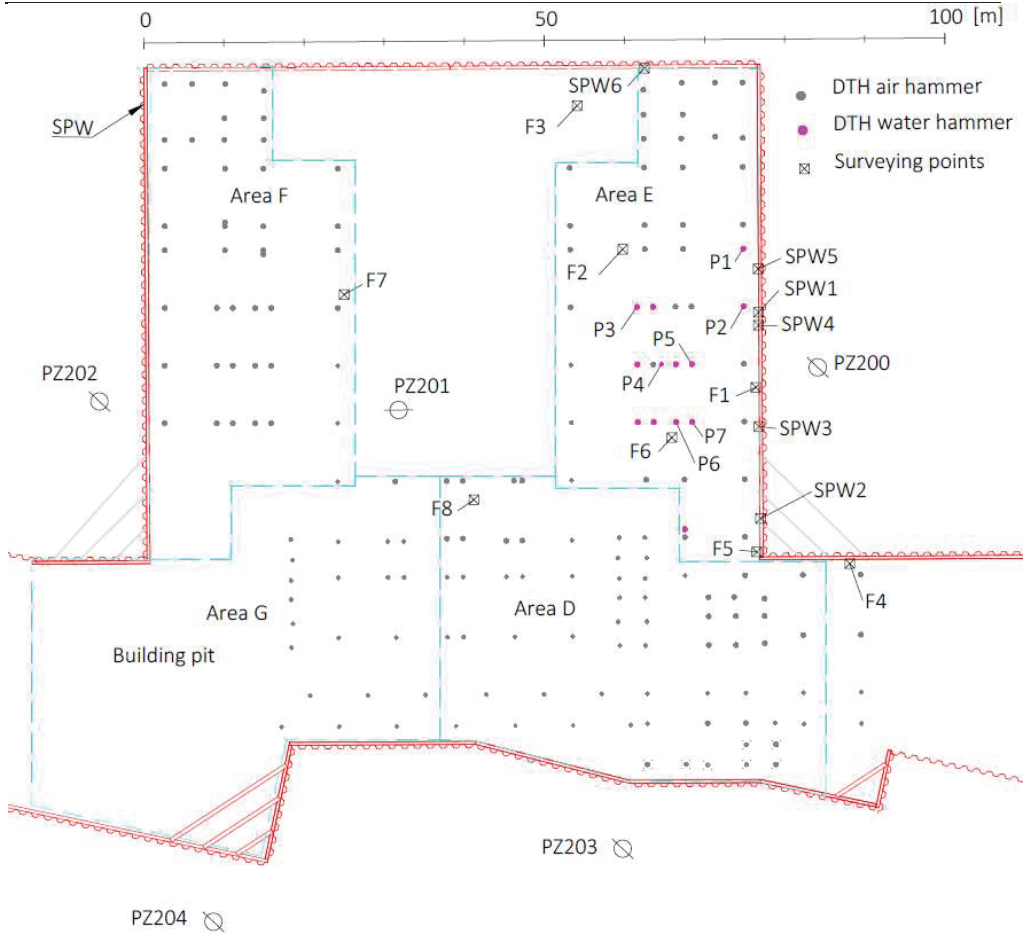 0 50 100 [m]
SPW6
DTH air hammer
SPW
F3
DTH water hammer
Surveying points
Area F
Area E
P1
SPW5
F2
F7
SPW1
P3
P2
SPW4
P5
PZ202
PZ201
PZ200
P4
F1
F6
P7
SPW3
P6
SPW2
F8
F5
Area G
Area D
F4
Building pit
PZ203
PZ204